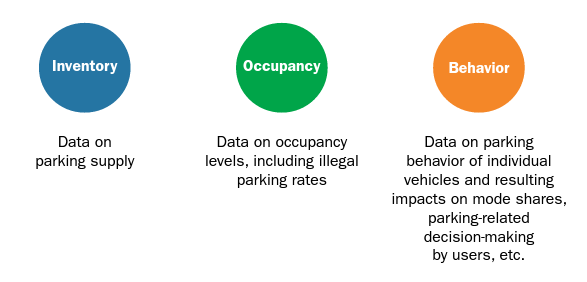 Inventory
Data on
parking supply
Occupancy
Data on occupancy
levels, including illegal
parking rates
Behavior
Data on parking
behavior of individual
vehicles and resulting
impacts on mode shares,
parking-related
decision-making
by users, etc.